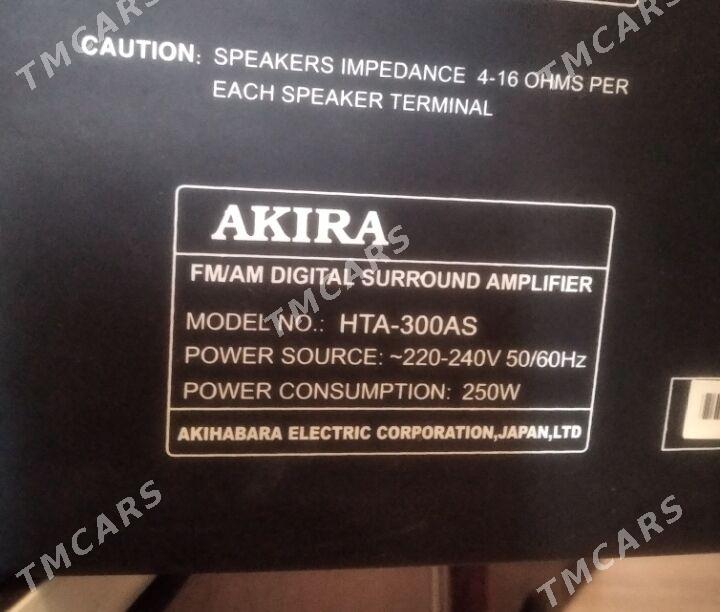 CAUTION: SPEAKERS IMPEDANCE 4-16 OHMS PER
EACH SPEAKER TERMINAL
AKIRA
FM/AM DIGITAL SURROUND AMPLIFIER
MODEL NO.: HTA-300AS
POWER SOURCE: ~220-240V 50/60Hz
POWER CONSUMPTION: 250W
AKIHABARA ELECTRIC CORPORATION,JAPAN,LTD
TMCARS
TMCARS
TMCARS
TMCARS
TMCARS